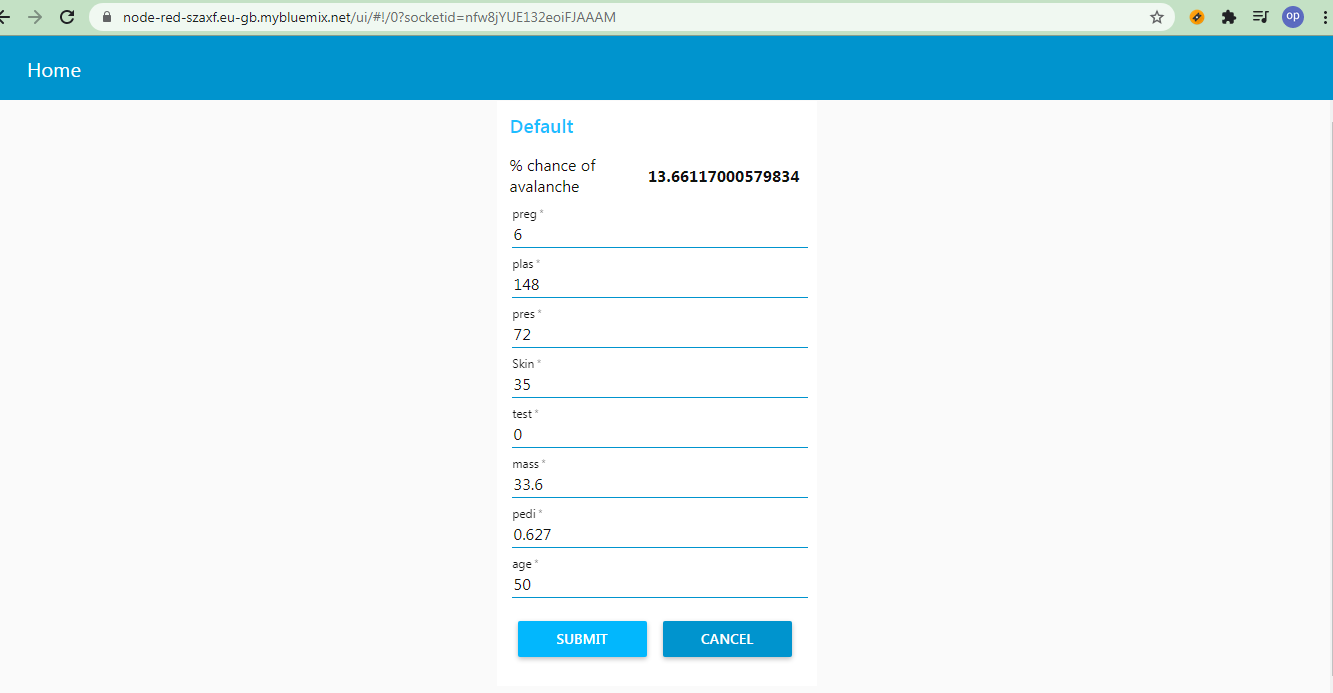 node-red-szaxf.eu-gb.mybluemix.net/ui/#!/0?socketid=nfw8jYUE132eoiFJAAAM
op
Home
Default
% chance of
avalanche
13.66117000579834
preg *
6
plas *
148
pres *
72
Skin *
35
test *
0
mass *
33.6
pedi *
0.627
age *
50
SUBMIT CANCEL